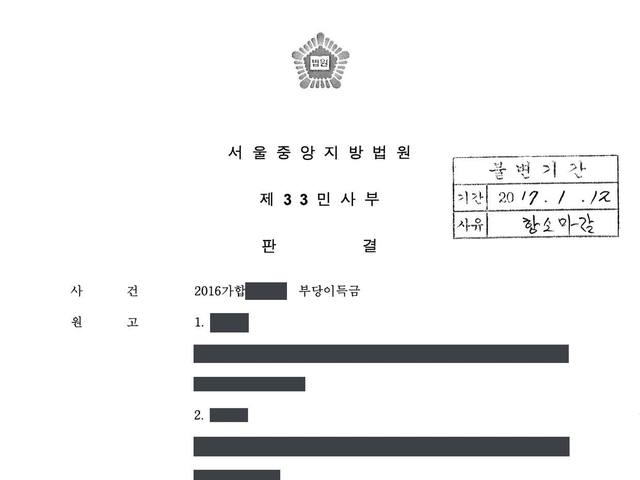 법원
서울중앙지방법원
제33민사부
판 결
불변기간
기간 2017.1.12
사유 항소마감
사 건 2016가합 부당이득금
원 고 1.
2.